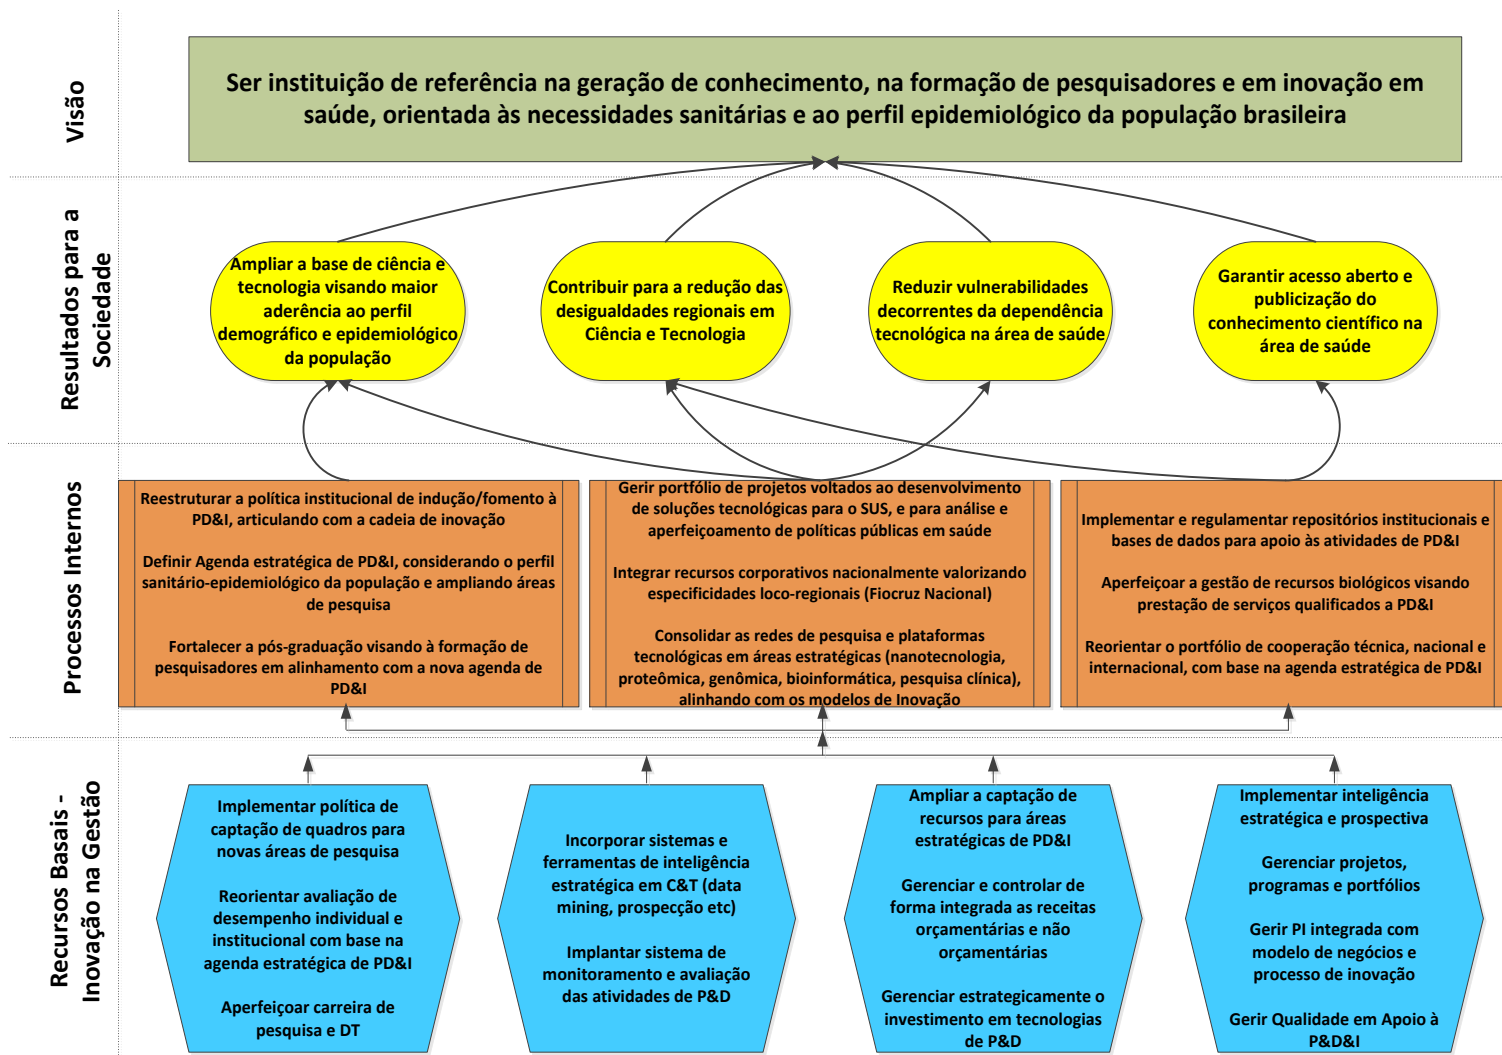 Visão
Ser instituição de referência na geração de conhecimento, na formação de pesquisadores e em inovação em
saúde, orientada às necessidades sanitárias e ao perfil epidemiológico da população brasileira
Resultados para a
Sociedade
Ampliar a base de ciência e
tecnologia visando maior
aderência ao perfil
demográfico e epidemiológico
da população
Contribuir para a redução das
desigualdades regionais em
Ciência e Tecnologia
Reduzir vulnerabilidades
decorrentes da dependência
tecnológica na área de saúde
Garantir acesso aberto e
publicização do
conhecimento científico na
área de saúde
Processos Internos
Reestruturar a política institucional de indução/fomento à
PD&I, articulando com a cadeia de inovação
Definir Agenda estratégica de PD&I, considerando o perfil
sanitário-epidemiológico da população e ampliando áreas
de pesquisa
Fortalecer a pós-graduação visando à formação de
pesquisadores em alinhamento com a nova agenda de
PD&I
Gerir portfólio de projetos voltados ao desenvolvimento
de soluções tecnológicas para o SUS, e para análise e
aperfeiçoamento de políticas públicas em saúde
Integrar recursos corporativos nacionalmente valorizando
especificidades loco-regionais (Fiocruz Nacional)
Consolidar as redes de pesquisa e plataformas
tecnológicas em áreas estratégicas (nanotecnologia,
proteômica, genômica, bioinformática, pesquisa clínica),
alinhando com os modelos de Inovação
Implementar e regulamentar repositórios institucionais e
bases de dados para apoio às atividades de PD&I
Aperfeiçoar a gestão de recursos biológicos visando
prestação de serviços qualificados a PD&I
Reorientar o portfólio de cooperação técnica, nacional e
internacional, com base na agenda estratégica de PD&I
Recursos Basais -
Inovação na Gestão
Implementar política de
captação de quadros para
novas áreas de pesquisa
Reorientar avaliação de
desempenho individual e
institucional com base na
agenda estratégica de PD&I
Aperfeiçoar carreira de
pesquisa e DT
Incorporar sistemas e
ferramentas de inteligência
estratégica em C&T (data
mining, prospecção etc)
Implantar sistema de
monitoramento e avaliação
das atividades de P&D
Ampliar a captação de
recursos para áreas
estratégicas de PD&I
Gerenciar e controlar de
forma integrada as receitas
orçamentárias e não
orçamentárias
Gerenciar estrategicamente o
investimento em tecnologias
de P&D
Implementar inteligência
estratégica e prospectiva
Gerenciar projetos,
programas e portfólios
Gerir PI integrada com
modelo de negócios e
processo de inovação
Gerir Qualidade em Apoio à
P&D&I